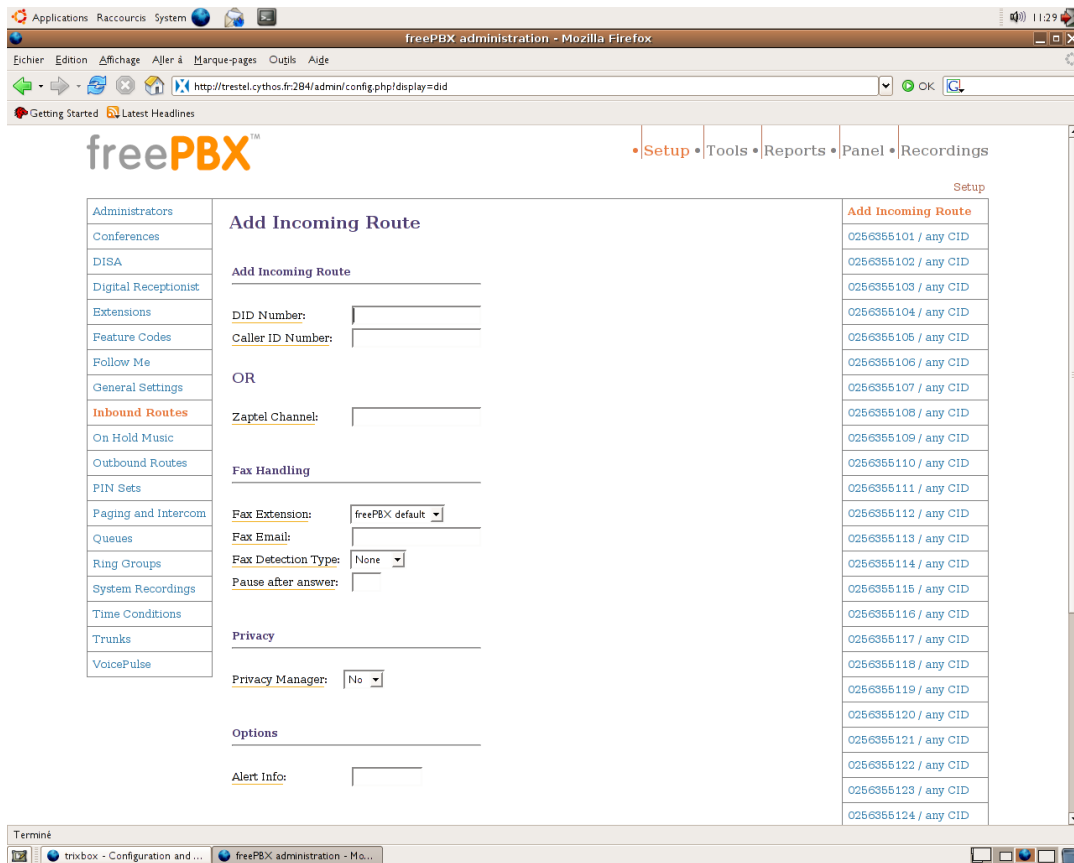 Applications Raccourcis System 11:29
freePBX administration - Mozilla Firefox
Fichier Edition Affichage Aller à Marque-pages Outils Aide
http://trestel.cythos.fr:284/admin/config.php?display=did OK G
Getting Started Latest Headlines
freePBX™
• Setup • Tools • Reports • Panel • Recordings
Setup
Administrators
Conferences
DISA
Digital Receptionist
Extensions
Feature Codes
Follow Me
General Settings
Inbound Routes
On Hold Music
Outbound Routes
PIN Sets
Paging and Intercom
Queues
Ring Groups
System Recordings
Time Conditions
Trunks
VoicePulse
Add Incoming Route
Add Incoming Route
DID Number:
Caller ID Number:
OR
Zaptel Channel:
Fax Handling
Fax Extension: freePBX default
Fax Email:
Fax Detection Type: None
Pause after answer:
Privacy
Privacy Manager: No
Options
Alert Info:
Add Incoming Route
0256355101 / any CID
0256355102 / any CID
0256355103 / any CID
0256355104 / any CID
0256355105 / any CID
0256355106 / any CID
0256355107 / any CID
0256355108 / any CID
0256355109 / any CID
0256355110 / any CID
0256355111 / any CID
0256355112 / any CID
0256355113 / any CID
0256355114 / any CID
0256355115 / any CID
0256355116 / any CID
0256355117 / any CID
0256355118 / any CID
0256355119 / any CID
0256355120 / any CID
0256355121 / any CID
0256355122 / any CID
0256355123 / any CID
0256355124 / any CID
Terminé
trixbox - Configuration and ... freePBX administration - Mo...